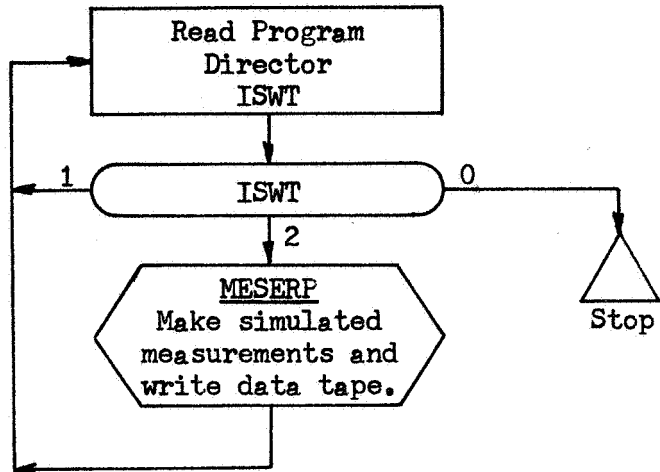 Read Program
Director
ISWT
1
ISWT
0
2
MESERP
Make simulated
measurements and
write data tape.
Stop